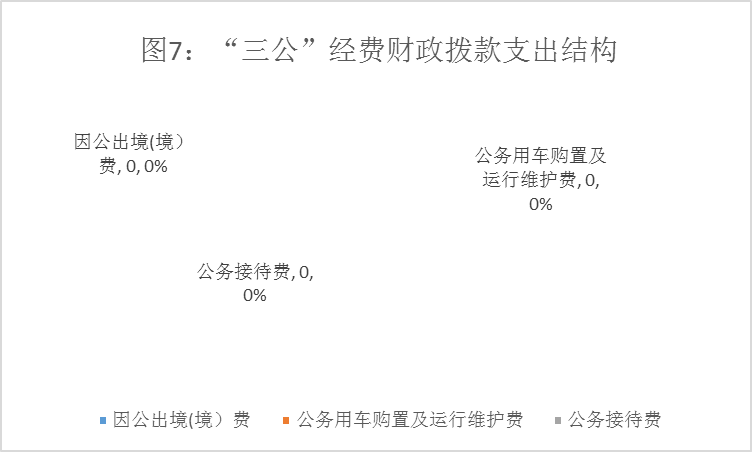 图7：“三公”经费财政拨款支出结构
因公出境(境）
费, 0, 0%
公务用车购置及
运行维护费, 0,
0%
公务接待费, 0,
0%
因公出境(境）费 公务用车购置及运行维护费 公务接待费